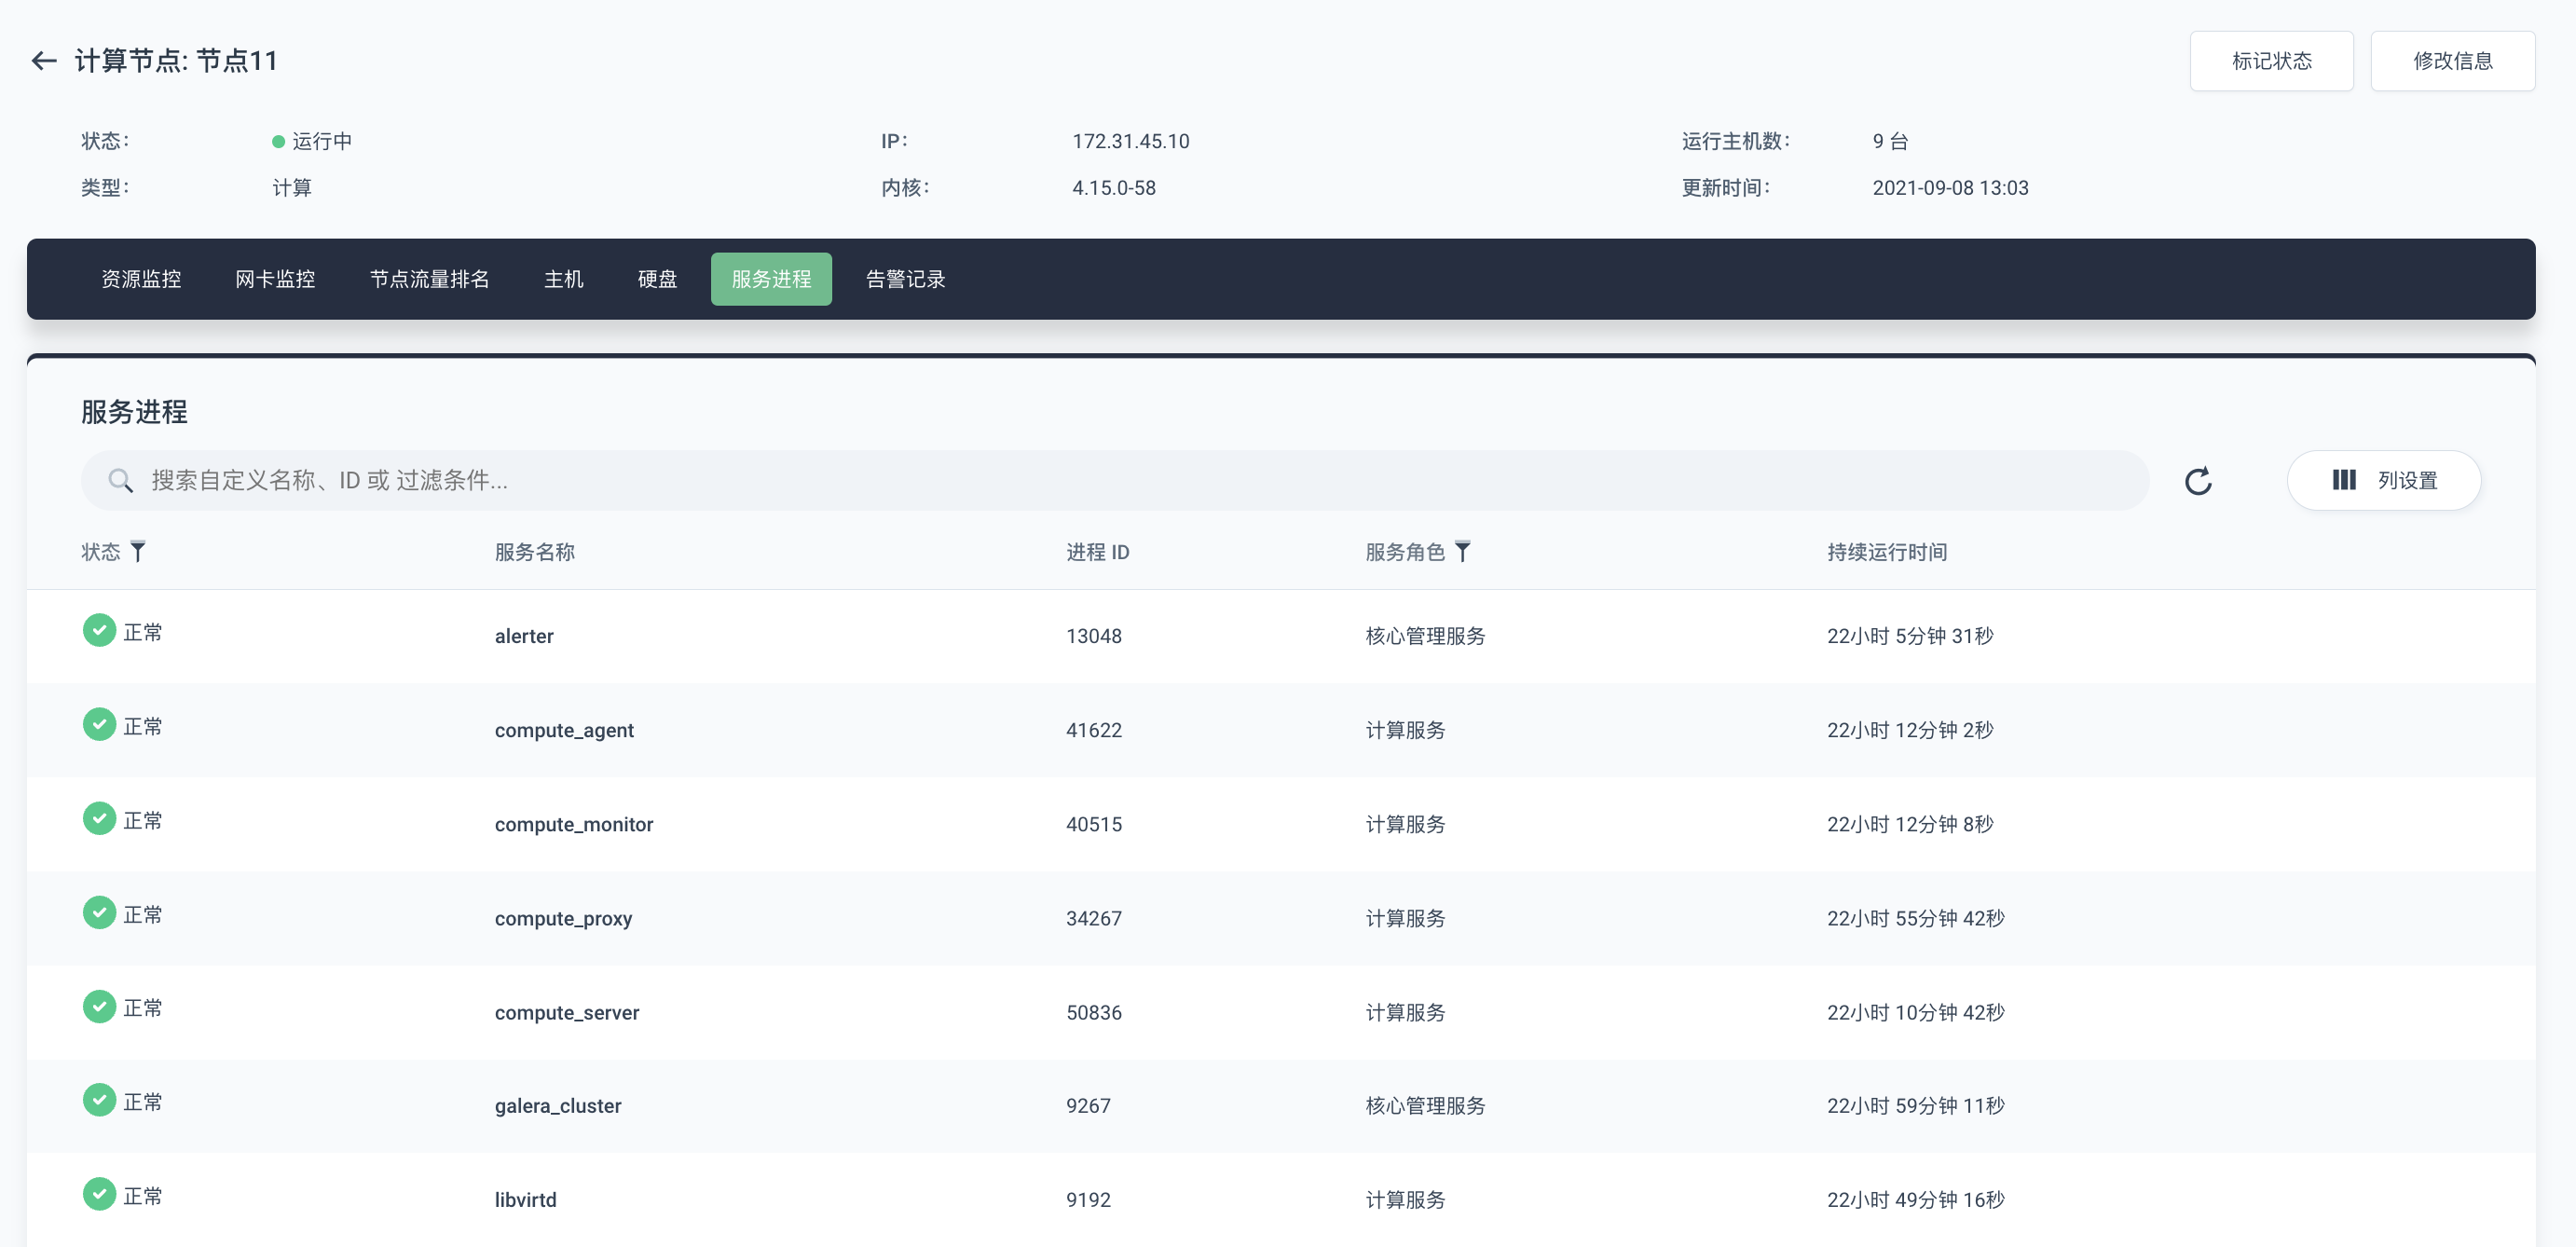 计算节点: 节点11
标记状态 修改信息
状态: 运行中 IP: 172.31.45.10 运行主机数: 9 台
类型: 计算 内核: 4.15.0-58 更新时间: 2021-09-08 13:03
资源监控 网卡监控 节点流量排名 主机 硬盘 服务进程 告警记录
服务进程
搜索自定义名称、ID 或 过滤条件... 列设置
状态 服务名称 进程 ID 服务角色 持续运行时间
正常 alerter 13048 核心管理服务 22小时 5分钟 31秒
正常 compute_agent 41622 计算服务 22小时 12分钟 2秒
正常 compute_monitor 40515 计算服务 22小时 12分钟 8秒
正常 compute_proxy 34267 计算服务 22小时 55分钟 42秒
正常 compute_server 50836 计算服务 22小时 10分钟 42秒
正常 galera_cluster 9267 核心管理服务 22小时 59分钟 11秒
正常 libvirtd 9192 计算服务 22小时 49分钟 16秒